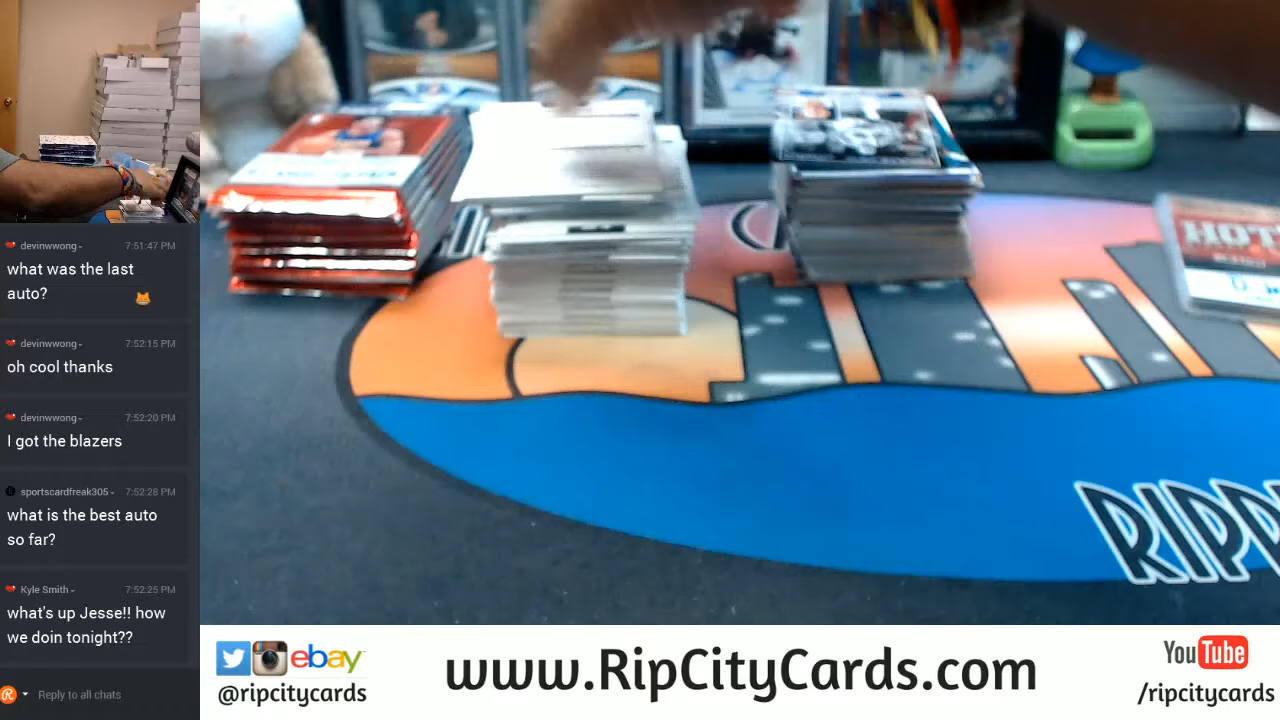 devinwwong- 7:51:47 PM
what was the last
auto?
devinwwong- 7:52:15 PM
oh cool thanks
devinwwong- 7:52:20 PM
I got the blazers
sportscardfreak305- 7:52:28 PM
what is the best auto
so far?
Kyle Smith- 7:52:25 PM
what's up Jesse!! how
we doin tonight??
Reply to all chats
HOT
RIPP
ebay
@ripcitycards
www.RipCityCards.com
YouTube
/ripcitycards